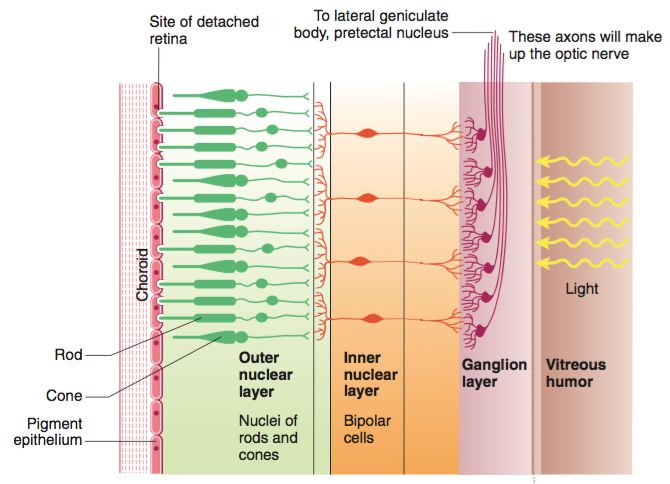 Site of detached
retina
To lateral geniculate
body, pretectal nucleus
These axons will make
up the optic nerve
Choroid
Light
Rod
Cone
Pigment
epithelium
Outer
nuclear
layer
Nuclei of
rods and
cones
Inner
nuclear
layer
Bipolar
cells
Ganglion
layer
Vitreous
humor